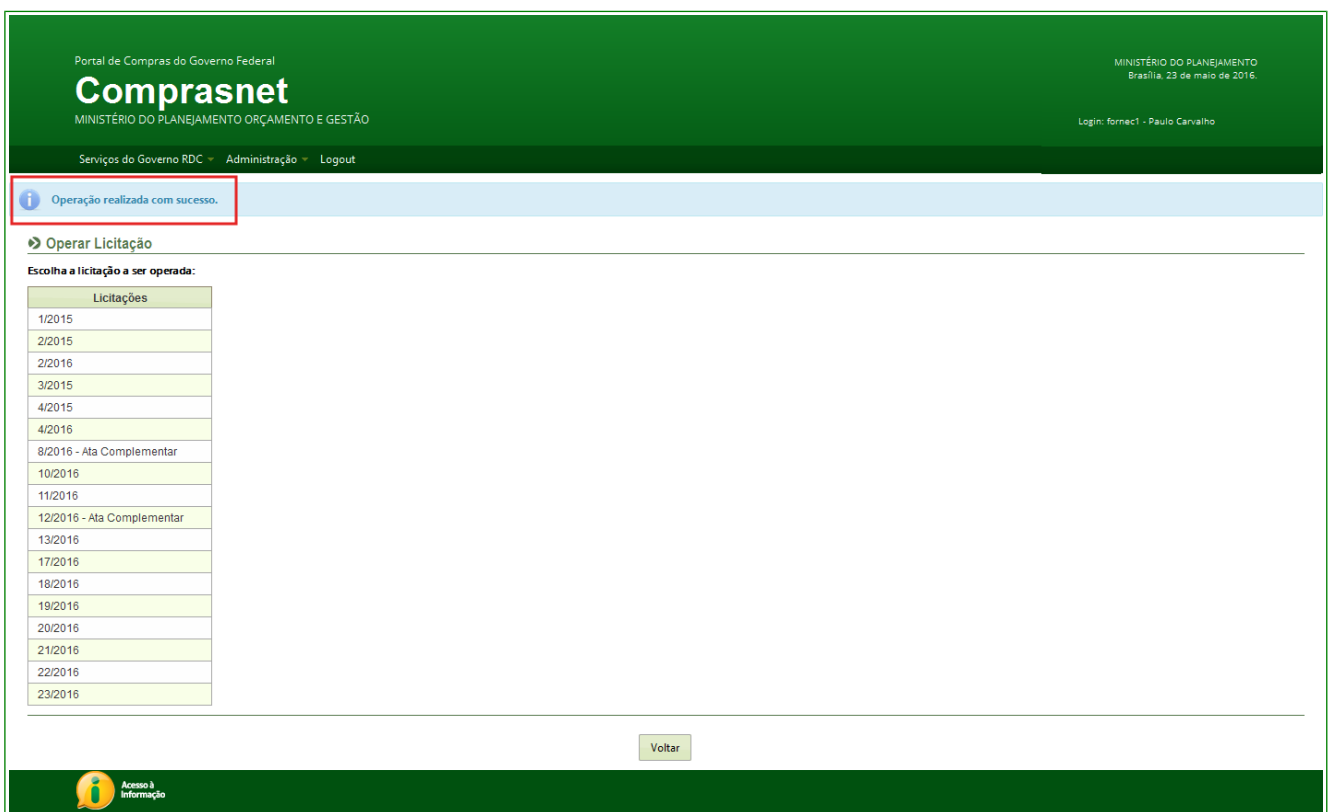 Portal de Compras do Governo Federal
Comprasnet
MINISTÉRIO DO PLANEJAMENTO ORÇAMENTO E GESTÃO
MINISTÉRIO DO PLANEJAMENTO
Brasília, 23 de maio de 2016.
Login: fornec1 - Paulo Carvalho
Serviços do Governo RDC Administração Logout
Operação realizada com sucesso.
Operar Licitação
Escolha a licitação a ser operada:
Licitações
1/2015
2/2015
2/2016
3/2015
4/2015
4/2016
8/2016 - Ata Complementar
10/2016
11/2016
12/2016 - Ata Complementar
13/2016
17/2016
18/2016
19/2016
20/2016
21/2016
22/2016
23/2016
Voltar
Acesso à
Informação